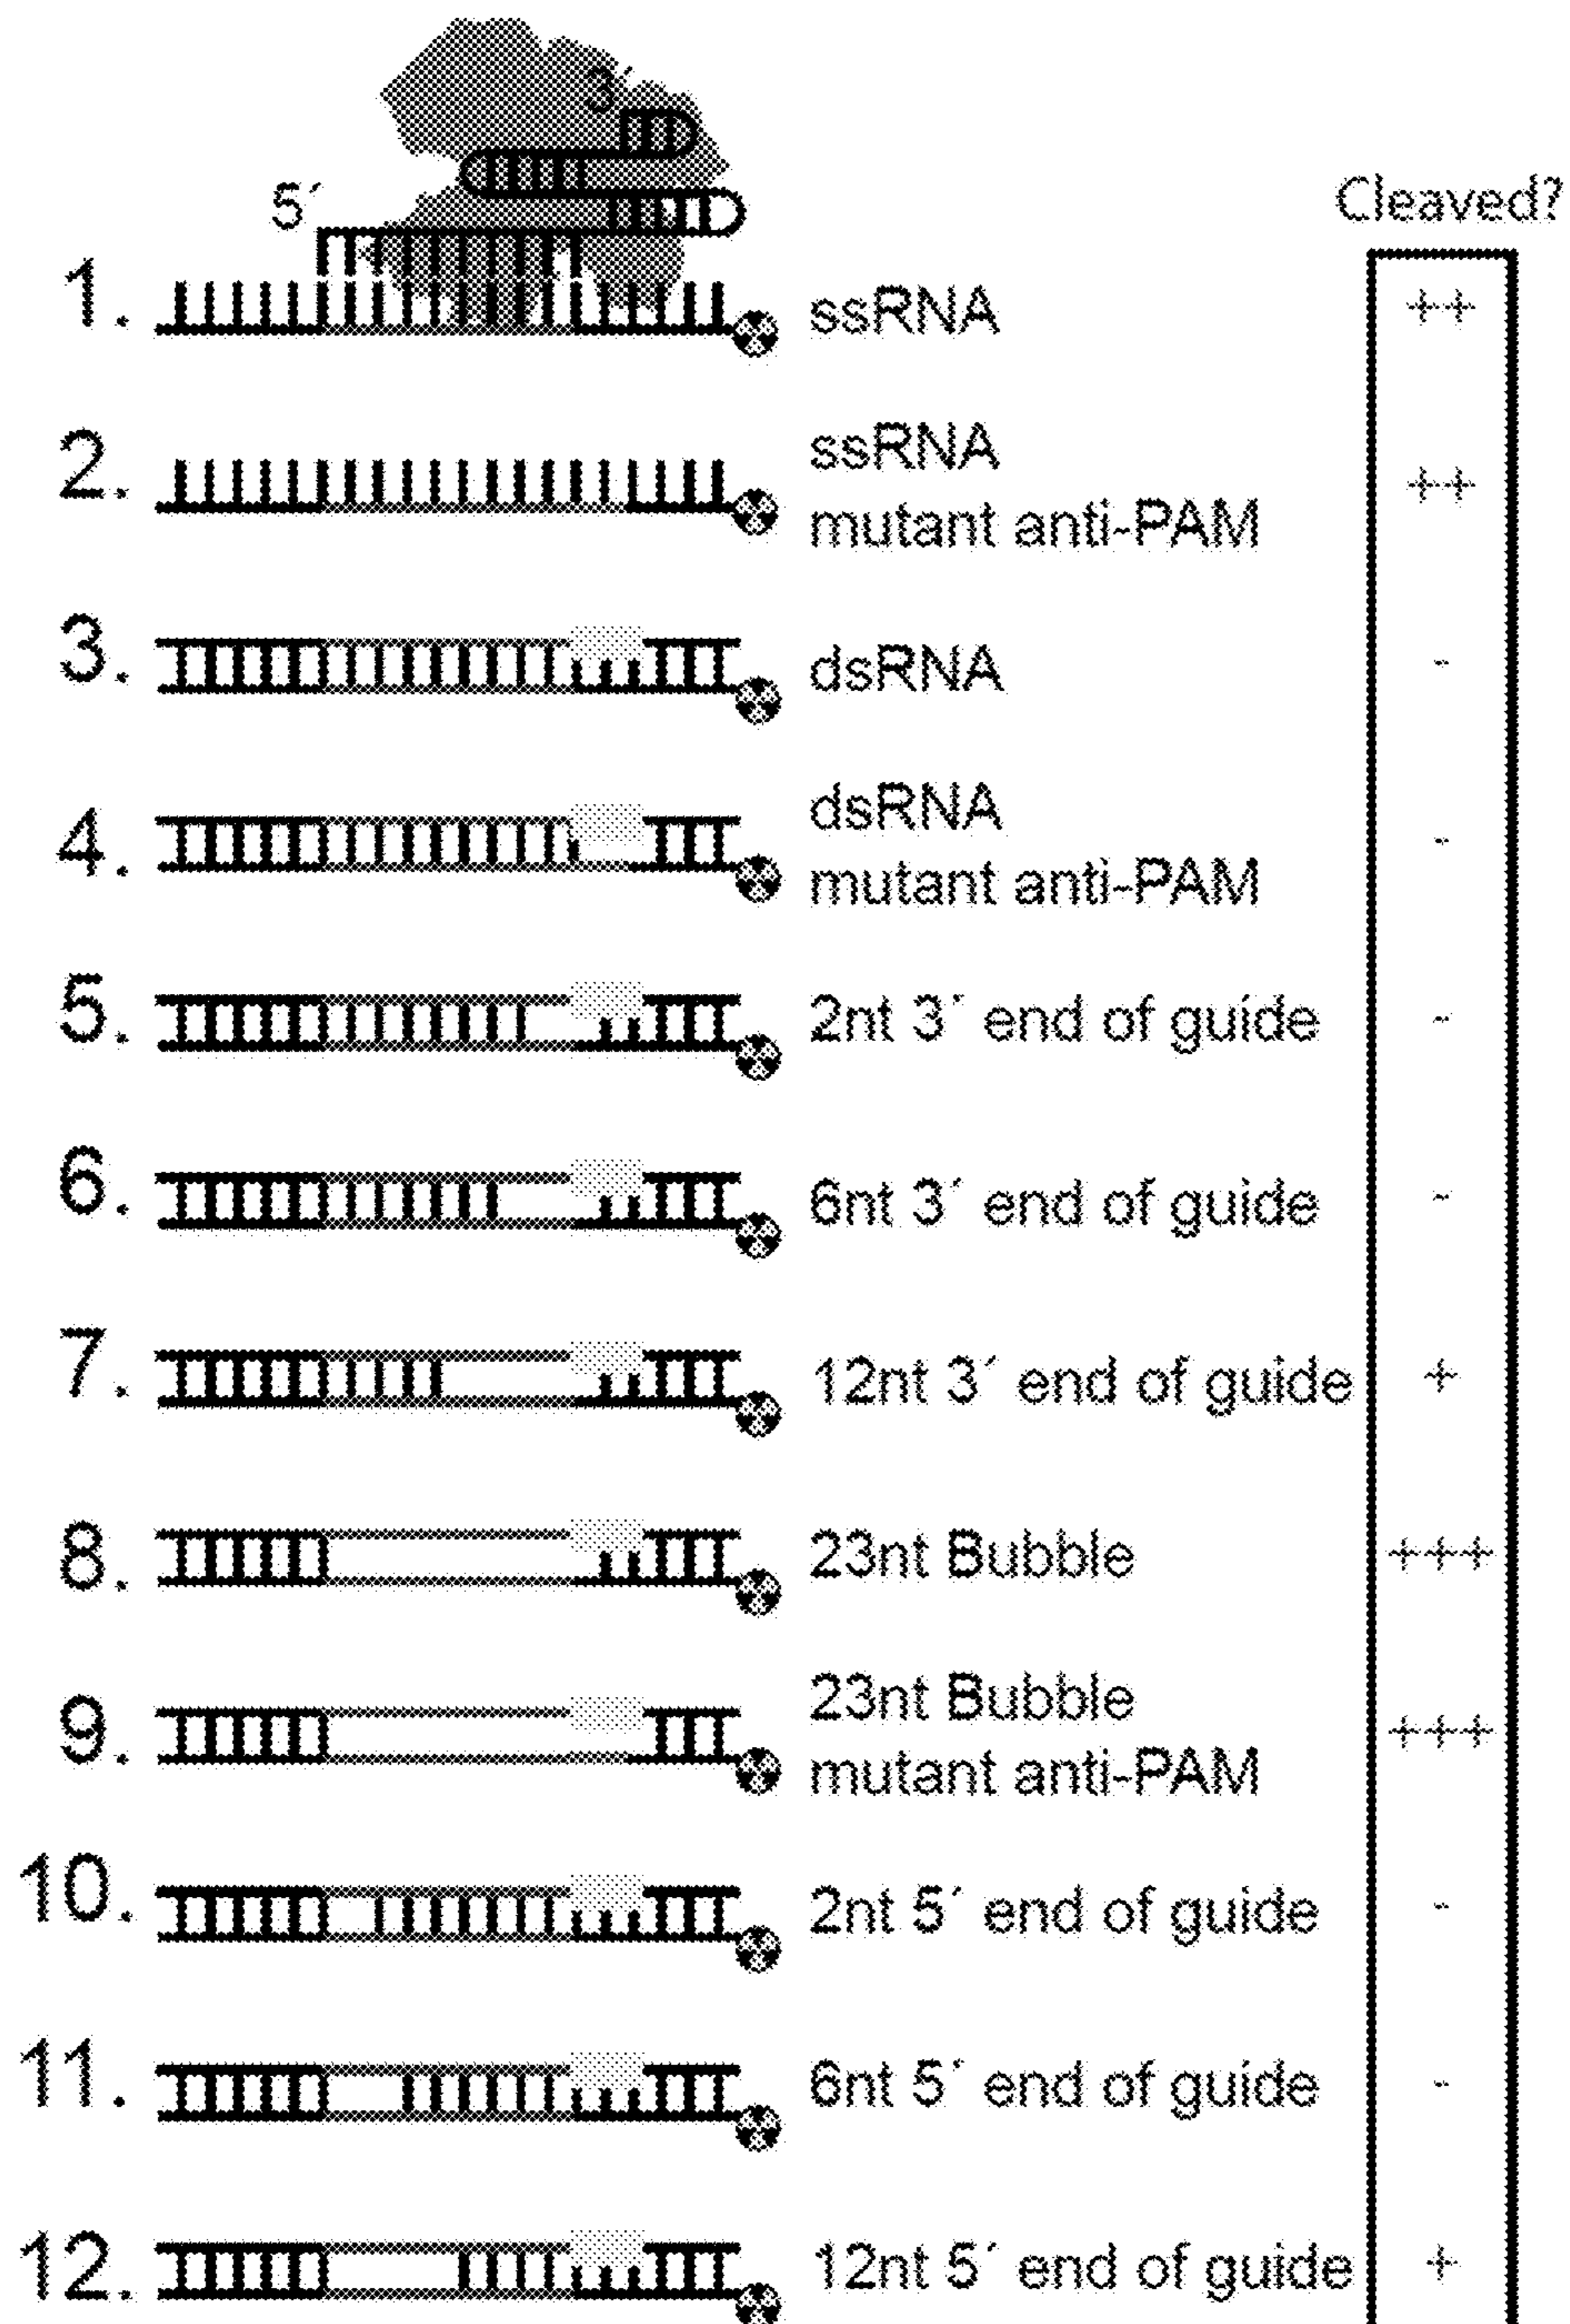 3´
5´
Cleaved?
1. ssRNA ++
2. ssRNA
mutant anti-PAM ++
3. dsRNA -
4. dsRNA
mutant anti-PAM -
5. 2nt 3´ end of guide -
6. 6nt 3´ end of guide -
7. 12nt 3´ end of guide +
8. 23nt Bubble +++
9. 23nt Bubble
mutant anti-PAM +++
10. 2nt 5´ end of guide -
11. 6nt 5´ end of guide -
12. 12nt 5´ end of guide +